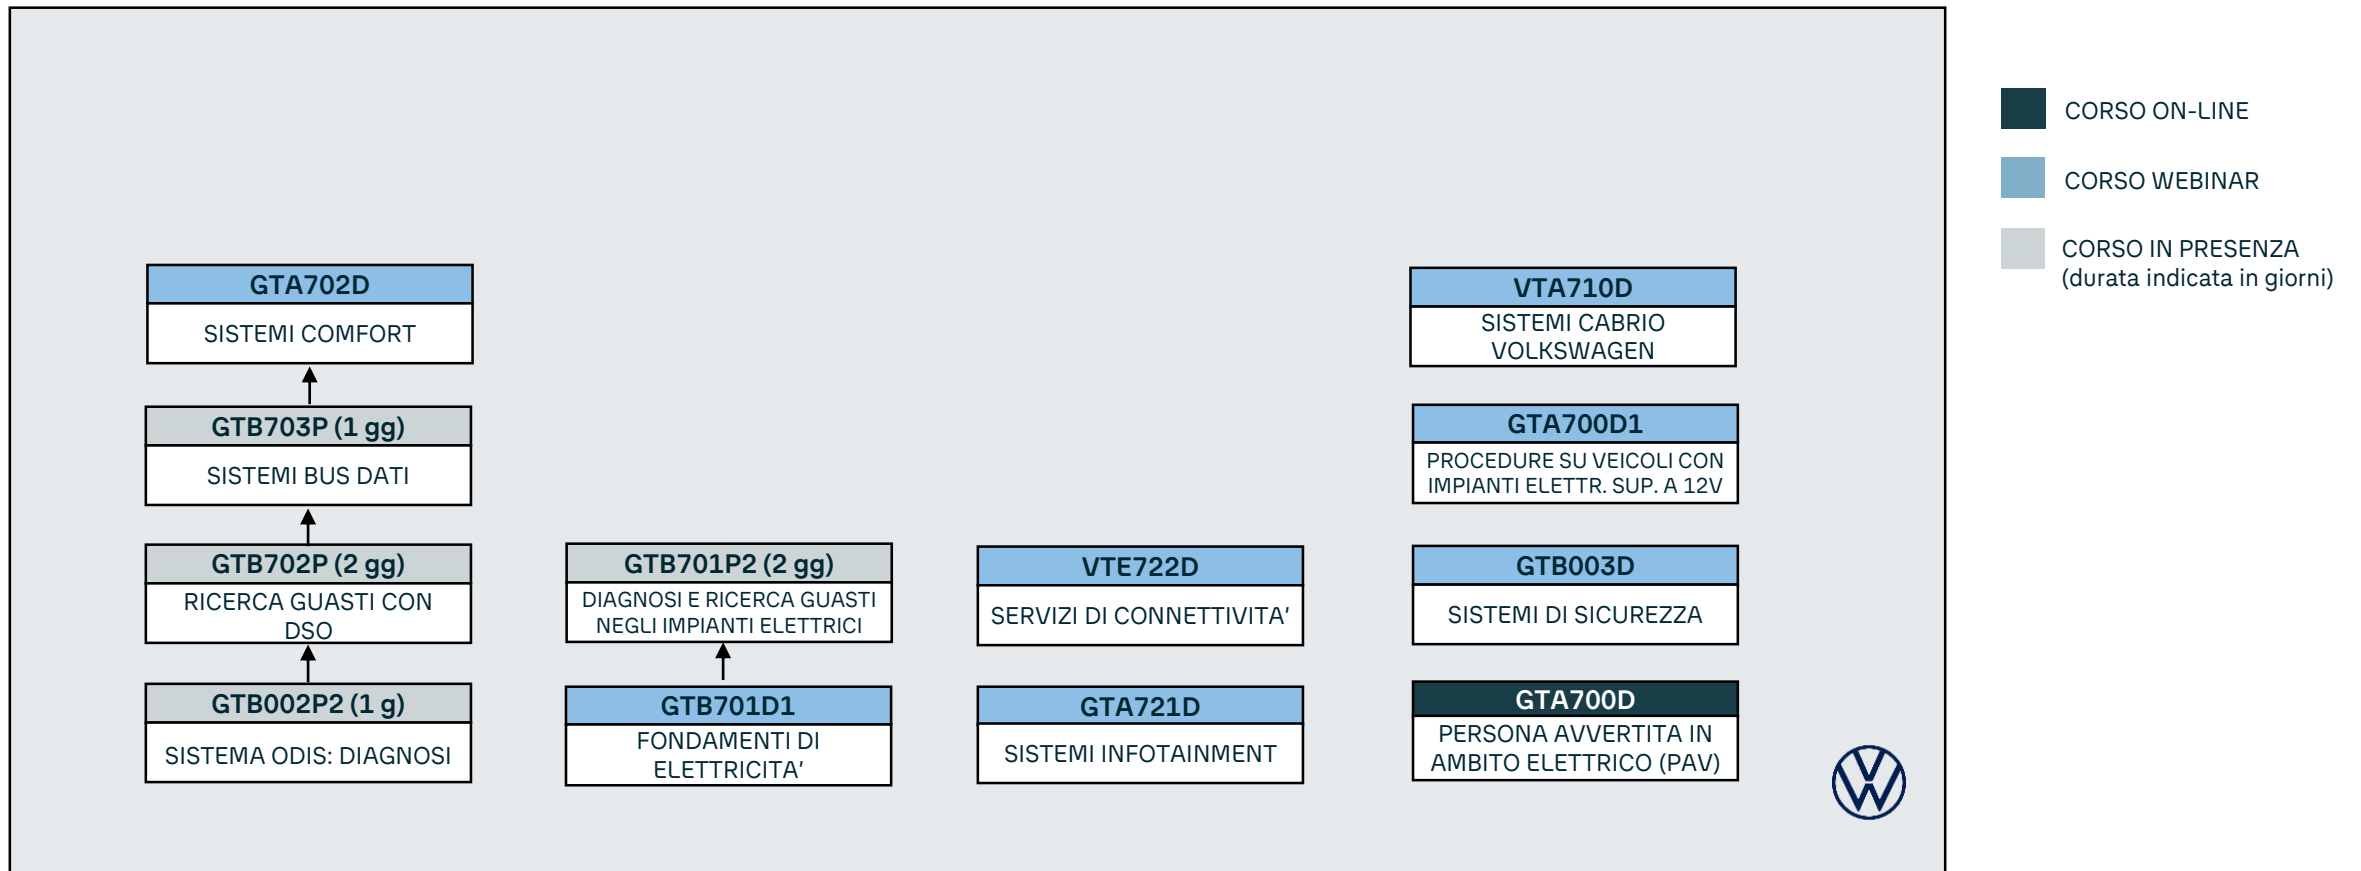 GTA702D
SISTEMI COMFORT
GTB703P (1 gg)
SISTEMI BUS DATI
GTB702P (2 gg)
RICERCA GUASTI CON
DSO
GTB002P2 (1 g)
SISTEMA ODIS: DIAGNOSI
GTB701P2 (2 gg)
DIAGNOSI E RICERCA GUASTI
NEGLI IMPIANTI ELETTRICI
GTB701D1
FONDAMENTI DI
ELETTRICITA'
VTE722D
SERVIZI DI CONNETTIVITA'
GTA721D
SISTEMI INFOTAINMENT
VTA710D
SISTEMI CABRIO
VOLKSWAGEN
GTA700D1
PROCEDURE SU VEICOLI CON
IMPIANTI ELETTR. SUP. A 12V
GTB003D
SISTEMI DI SICUREZZA
GTA700D
PERSONA AVVERTITA IN
AMBITO ELETTRICO (PAV)
CORSO ON-LINE
CORSO WEBINAR
CORSO IN PRESENZA
(durata indicata in giorni)